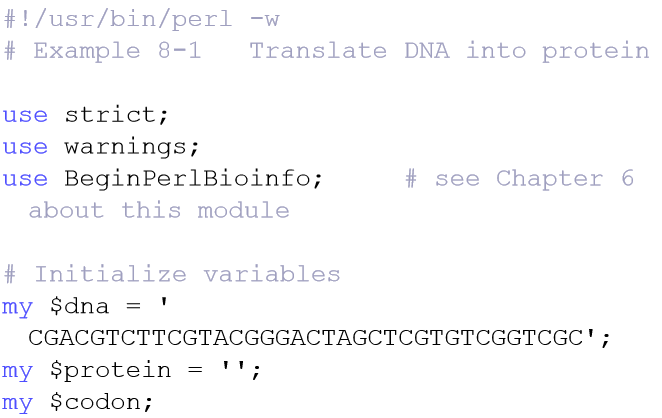 #!/usr/bin/perl -w
# Example 8-1   Translate DNA into protein
use strict;
use warnings;
use BeginPerlBioinfo;     # see Chapter 6
about this module
# Initialize variables
my $dna = '
CGACGTCTTCGTACGGGACTAGCTCGTGTCGGTCGC';
my $protein = '';
my $codon;